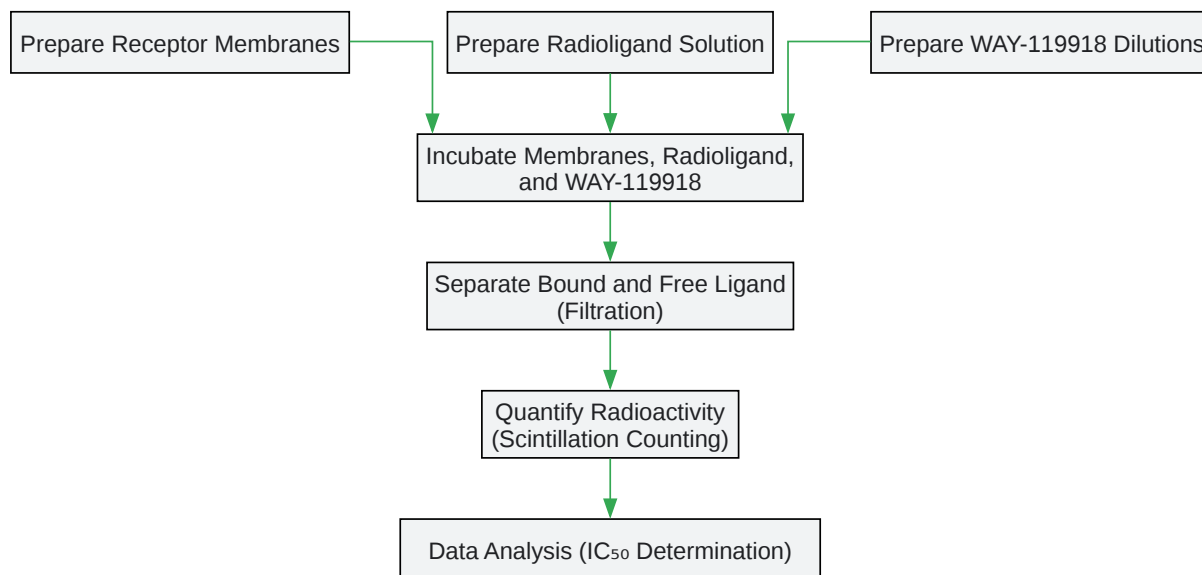 Prepare Receptor Membranes
Prepare Radioligand Solution
Prepare WAY-119918 Dilutions
Incubate Membranes, Radioligand,
and WAY-119918
Separate Bound and Free Ligand
(Filtration)
Quantify Radioactivity
(Scintillation Counting)
Data Analysis (IC₅₀ Determination)